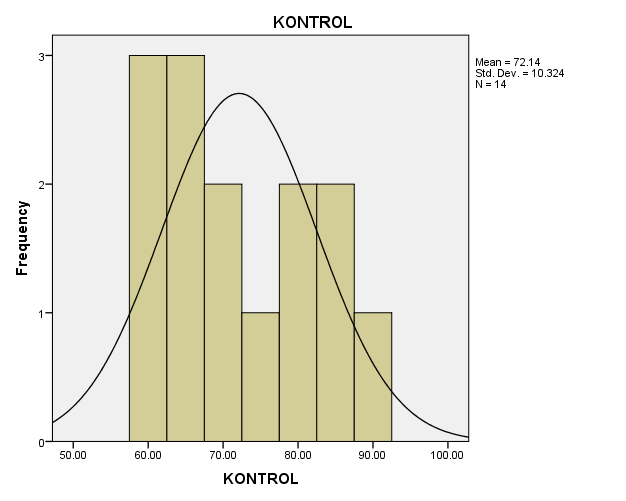 KONTROL
Mean = 72.14
Std. Dev. = 10.324
N = 14
Frequency
3
2
1
0
50.00 60.00 70.00 80.00 90.00 100.00
KONTROL